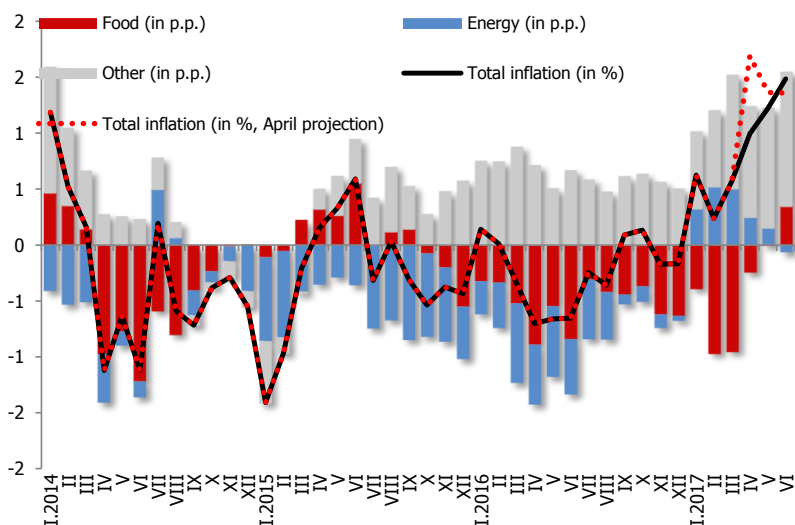 Food (in p.p.) Energy (in p.p.)
Other (in p.p.) Total inflation (in %)
Total inflation (in %, April projection)
2
2
1
1
0
-1
-1
-2
-2
I.2014 II III IV V VI VII VIII IX X XI XII I.2015 II III IV V VI VII VIII IX X XI XII I.2016 II III IV V VI VII VIII IX X XI XII I.2017 II III IV V VI